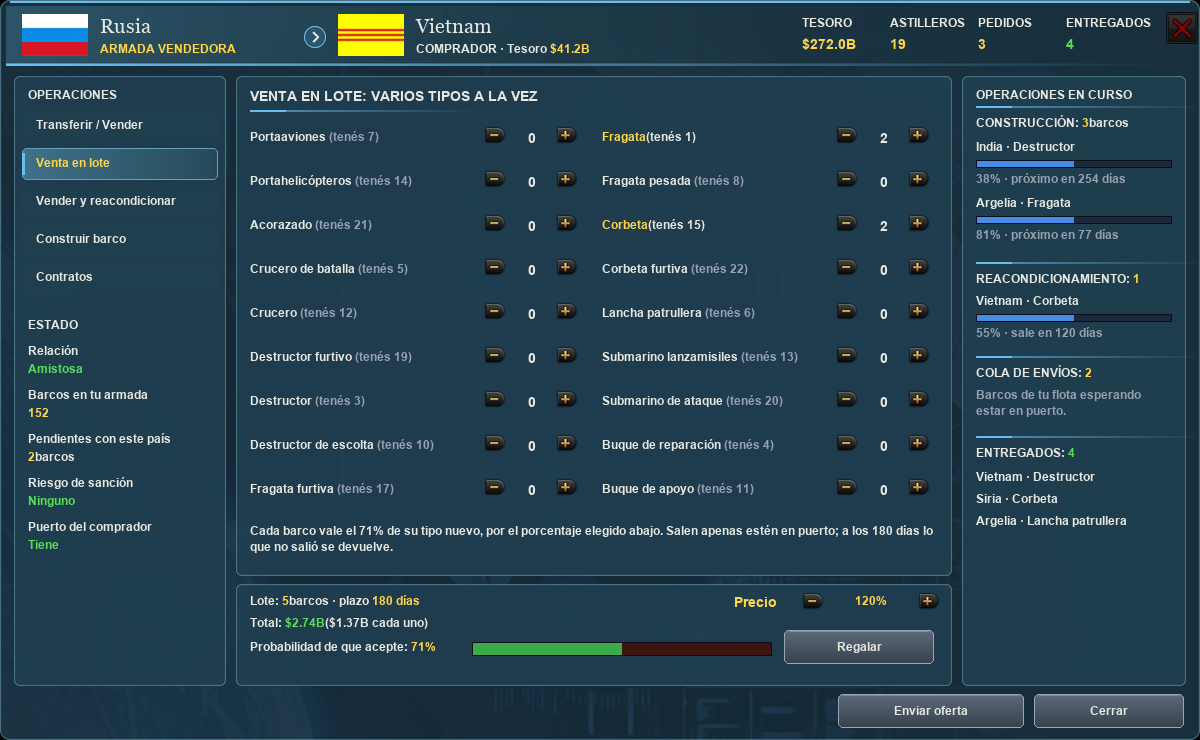 Rusia
ARMADA VENDEDORA
Vietnam
COMPRADOR · Tesoro $41.2B
TESORO
$272.0B
ASTILLEROS
19
PEDIDOS
3
ENTREGADOS
4
OPERACIONES
Transferir / Vender
Venta en lote
Vender y reacondicionar
Construir barco
Contratos
ESTADO
Relación
Amistosa
Barcos en tu armada
152
Pendientes con este país
2barcos
Riesgo de sanción
Ninguno
Puerto del comprador
Tiene
VENTA EN LOTE: VARIOS TIPOS A LA VEZ
Portaaviones (tenés 7) 0
Fragata(tenés 1) 2
Portahelicópteros (tenés 14) 0
Fragata pesada (tenés 8) 0
Acorazado (tenés 21) 0
Corbeta(tenés 15) 2
Crucero de batalla (tenés 5) 0
Corbeta furtiva (tenés 22) 0
Crucero (tenés 12) 0
Lancha patrullera (tenés 6) 0
Destructor furtivo (tenés 19) 0
Submarino lanzamisiles (tenés 13) 0
Destructor (tenés 3) 0
Submarino de ataque (tenés 20) 0
Destructor de escolta (tenés 10) 0
Buque de reparación (tenés 4) 0
Fragata furtiva (tenés 17) 0
Buque de apoyo (tenés 11) 0
Cada barco vale el 71% de su tipo nuevo, por el porcentaje elegido abajo. Salen apenas estén en puerto; a los 180 días lo
que no salió se devuelve.
Lote: 5barcos · plazo 180 días
Precio 120%
Total: $2.74B($1.37B cada uno)
Probabilidad de que acepte: 71%
Regalar
OPERACIONES EN CURSO
CONSTRUCCIÓN: 3barcos
India · Destructor
38% · próximo en 254 días
Argelia · Fragata
81% · próximo en 77 días
REACONDICIONAMIENTO: 1
Vietnam · Corbeta
55% · sale en 120 días
COLA DE ENVÍOS: 2
Barcos de tu flota esperando
estar en puerto.
ENTREGADOS: 4
Vietnam · Destructor
Siria · Corbeta
Argelia · Lancha patrullera
Enviar oferta
Cerrar